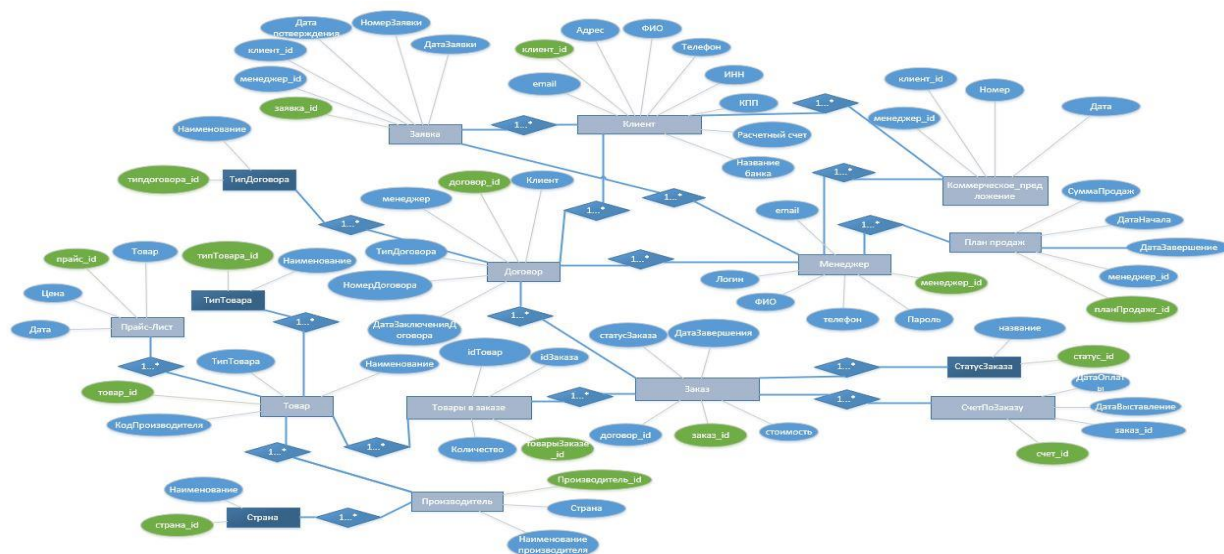 Дата
потверждения
НомерЗаявки
ДатаЗаявки
клиент_id
менеджер_id
заявка_id
Заявка
1...*
Адрес
ФИО
Телефон
клиент_id
ИНН
email
КПП
Клиент
Расчетный счет
Название
банка
1...*
клиент_id
Номер
Дата
менеджер_id
Коммерческое_пред
ложение
1...*
Наименование
типдоговора_id
ТипДоговора
1...*
договор_id
Клиент
менеджер
1...*
1...*
ТипДоговора
НомерДоговора
Договор
ДатаЗаключенияД
оговора
1...*
email
Менеджер
Логин
ФИО
телефон
Пароль
менеджер_id
1...*
СуммаПродаж
ДатаНачала
План продаж
ДатаЗавершение
менеджер_id
планПродажт_id
прайс_id
Товар
Цена
Дата
Прайс-Лист
1...*
типТовара_id
Наименование
ТипТовара
1...*
1...*
ТипТовара
Наименование
товар_id
Товар
КодПроизводителя
1...*
idТовар
idЗаказа
Товары в заказе
Количество
товарыЗаказе
_id
1...*
1...*
статусЗаказа
ДатаЗавершения
Заказ
договор_id
заказ_id
стоимость
1...*
название
СтатусЗаказа
статус_id
1...*
ДатаОплат
ы
СчетПоЗаказу
ДатаВыставление
заказ_id
счет_id
1...*
Производитель_id
Производитель
Страна
Наименование
производителя
Наименование
страна_id
Страна
1...*